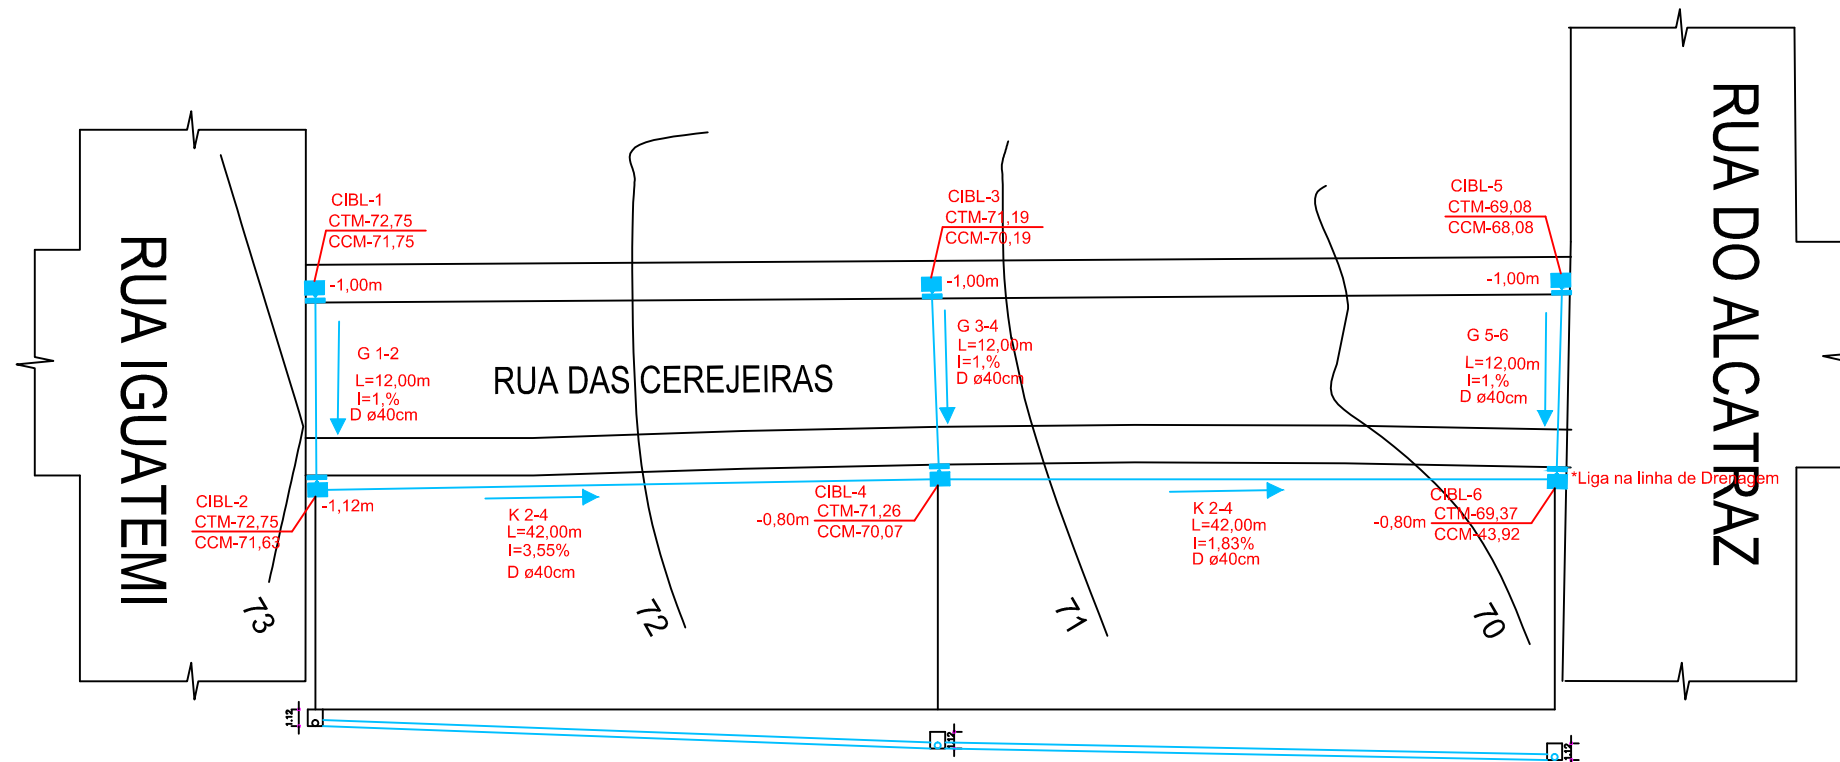 RUA IGUATEMI
CIBL-1
CTM-72,75
CCM-71,75
-1,00m
G 1-2
L=12,00m
I=1,%
D ø40cm
RUA DAS CEREJEIRAS
CIBL-3
CTM-71,19
CCM-70,19
-1,00m
G 3-4
L=12,00m
I=1,%
D ø40cm
CIBL-5
CTM-69,08
CCM-68,08
-1,00m
G 5-6
L=12,00m
I=1,%
D ø40cm
RUA DO ALCATRAZ
CIBL-2
CTM-72,75
CCM-71,63
-1,12m
K 2-4
L=42,00m
I=3,55%
D ø40cm
CIBL-4
CTM-71,26
CCM-70,07
-0,80m
K 2-4
L=42,00m
I=1,83%
D ø40cm
CIBL-6
CTM-69,37
CCM-43,92
-0,80m
*Liga na linha de Drenagem
73
72
71
70
1.12
1.12
1.12